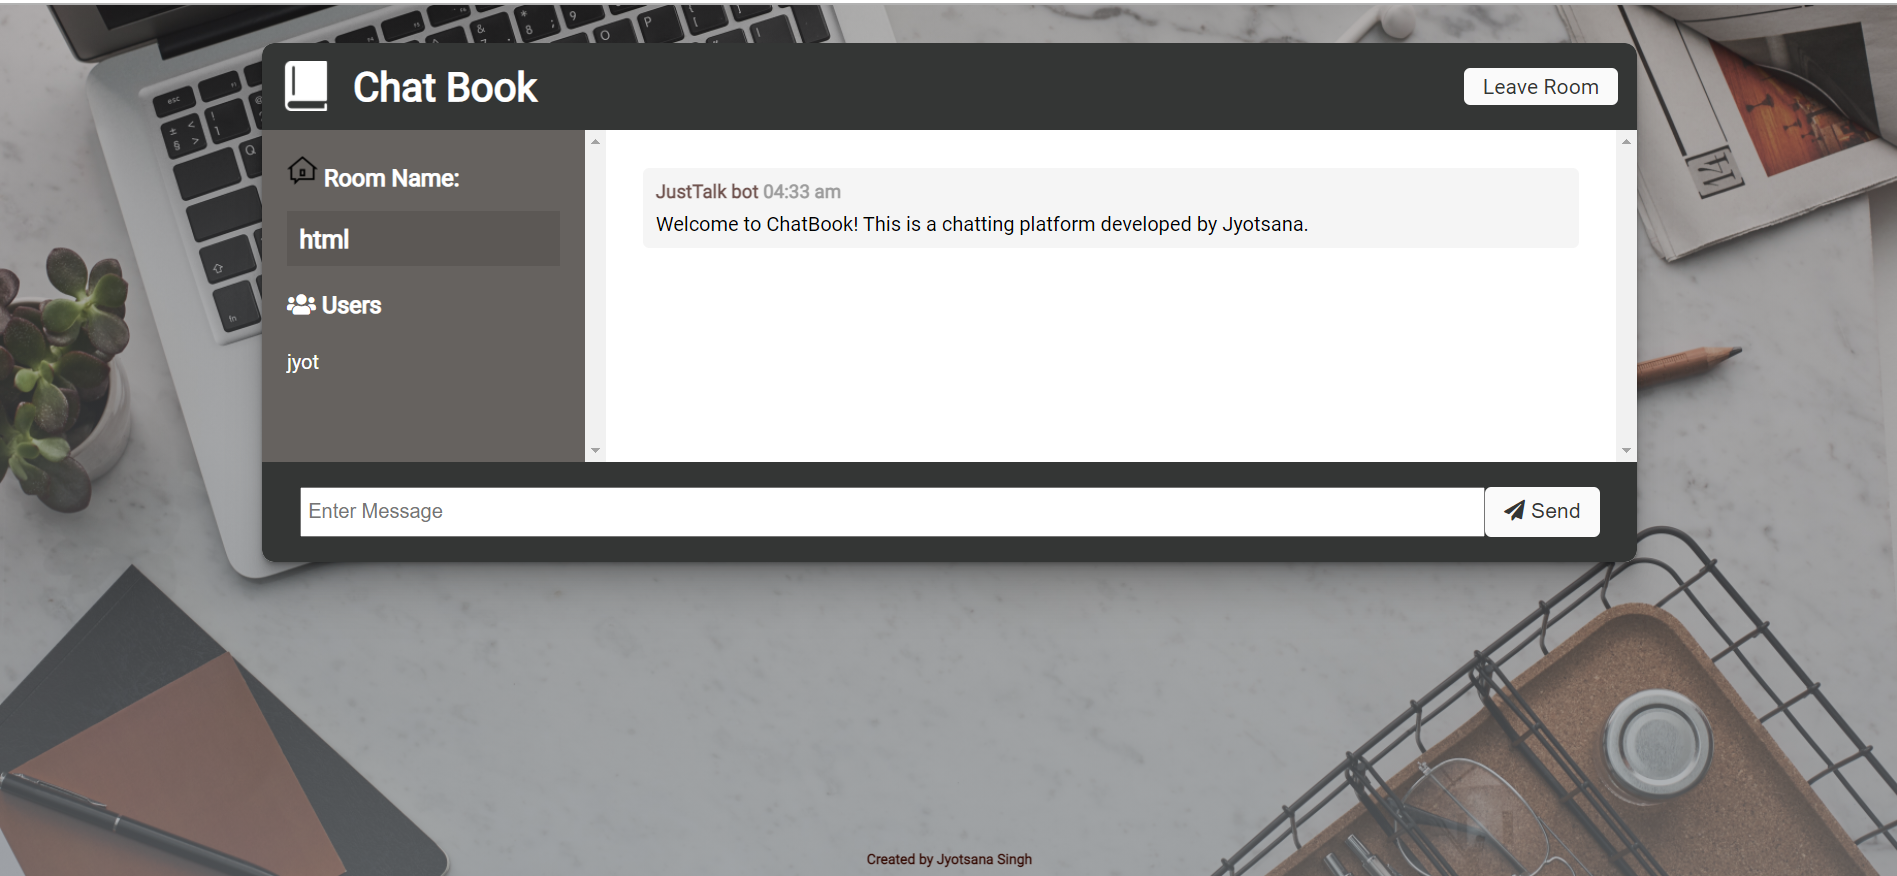 Chat Book
Leave Room
Room Name:
html
Users
jyot
JustTalk bot 04:33 am
Welcome to ChatBook! This is a chatting platform developed by Jyotsana.
Enter Message
Send
Created by Jyotsana Singh